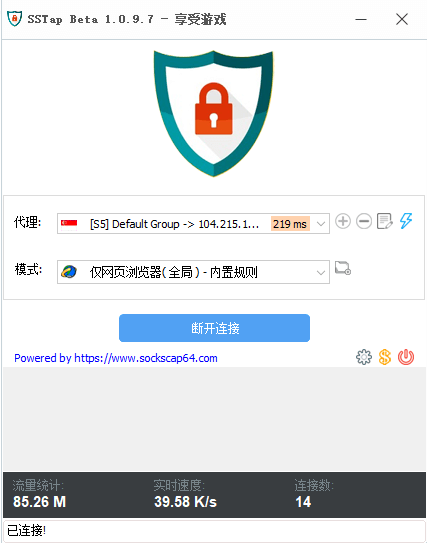 SSTap Beta 1.0.9.7 - 享受游戏
代理: [S5] Default Group -> 104.215.1... 219 ms
模式: 仅网页浏览器(全局) - 内置规则
断开连接
Powered by https://www.sockscap64.com
流量统计: 实时速度: 连接数:
85.26 M 39.58 K/s 14
已连接!